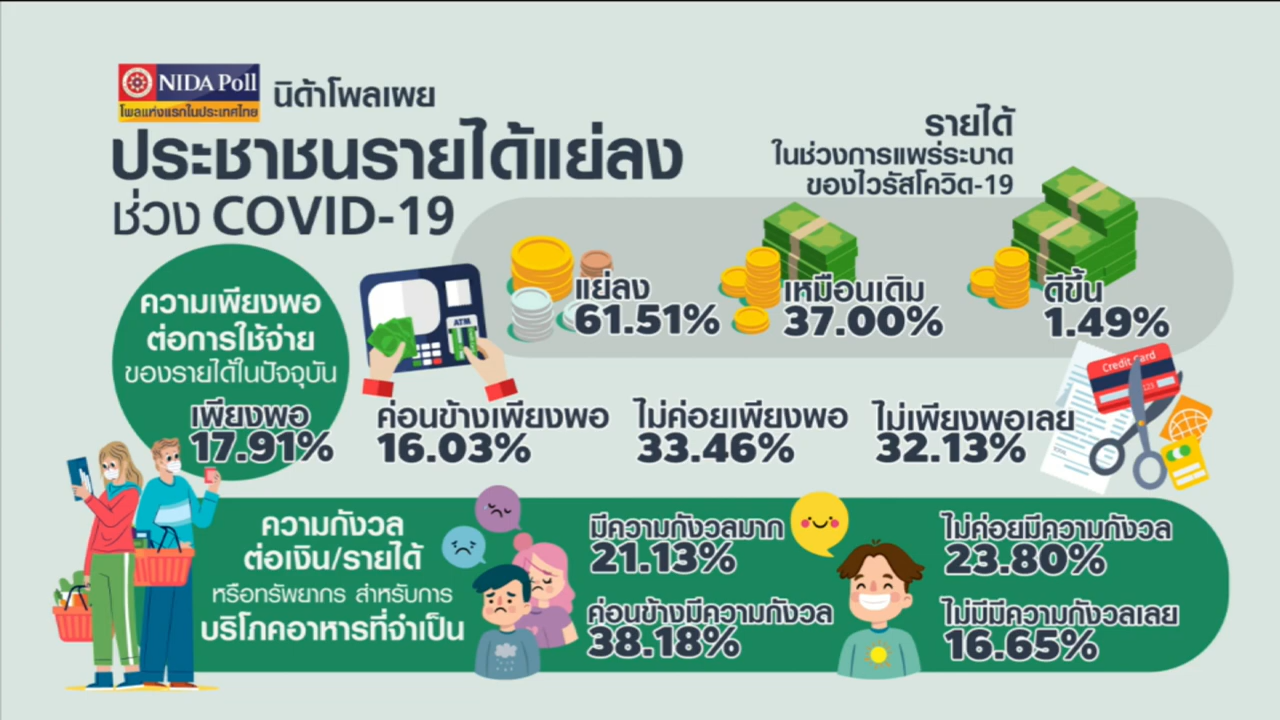 NIDA Poll
โพลแห่งแรกในประเทศไทย
นิด้าโพลเผย
ประชาชนรายได้แย่ลง
ช่วง COVID-19
รายได้
ในช่วงการแพร่ระบาด
ของไวรัสโควิด-19
แย่ลง
61.51%
เหมือนเดิม
37.00%
ดีขึ้น
1.49%
ความเพียงพอ
ต่อการใช้จ่าย
ของรายได้ในปัจจุบัน
ATM
Credit Card
TOTAL
เพียงพอ
17.91%
ค่อนข้างเพียงพอ
16.03%
ไม่ค่อยเพียงพอ
33.46%
ไม่เพียงพอเลย
32.13%
ความกังวล
ต่อเงิน/รายได้
หรือทรัพยากร สำหรับการ
บริโภคอาหารที่จำเป็น
มีความกังวลมาก
21.13%
ค่อนข้างมีความกังวล
38.18%
ไม่ค่อยมีความกังวล
23.80%
ไม่มีมีความกังวลเลย
16.65%